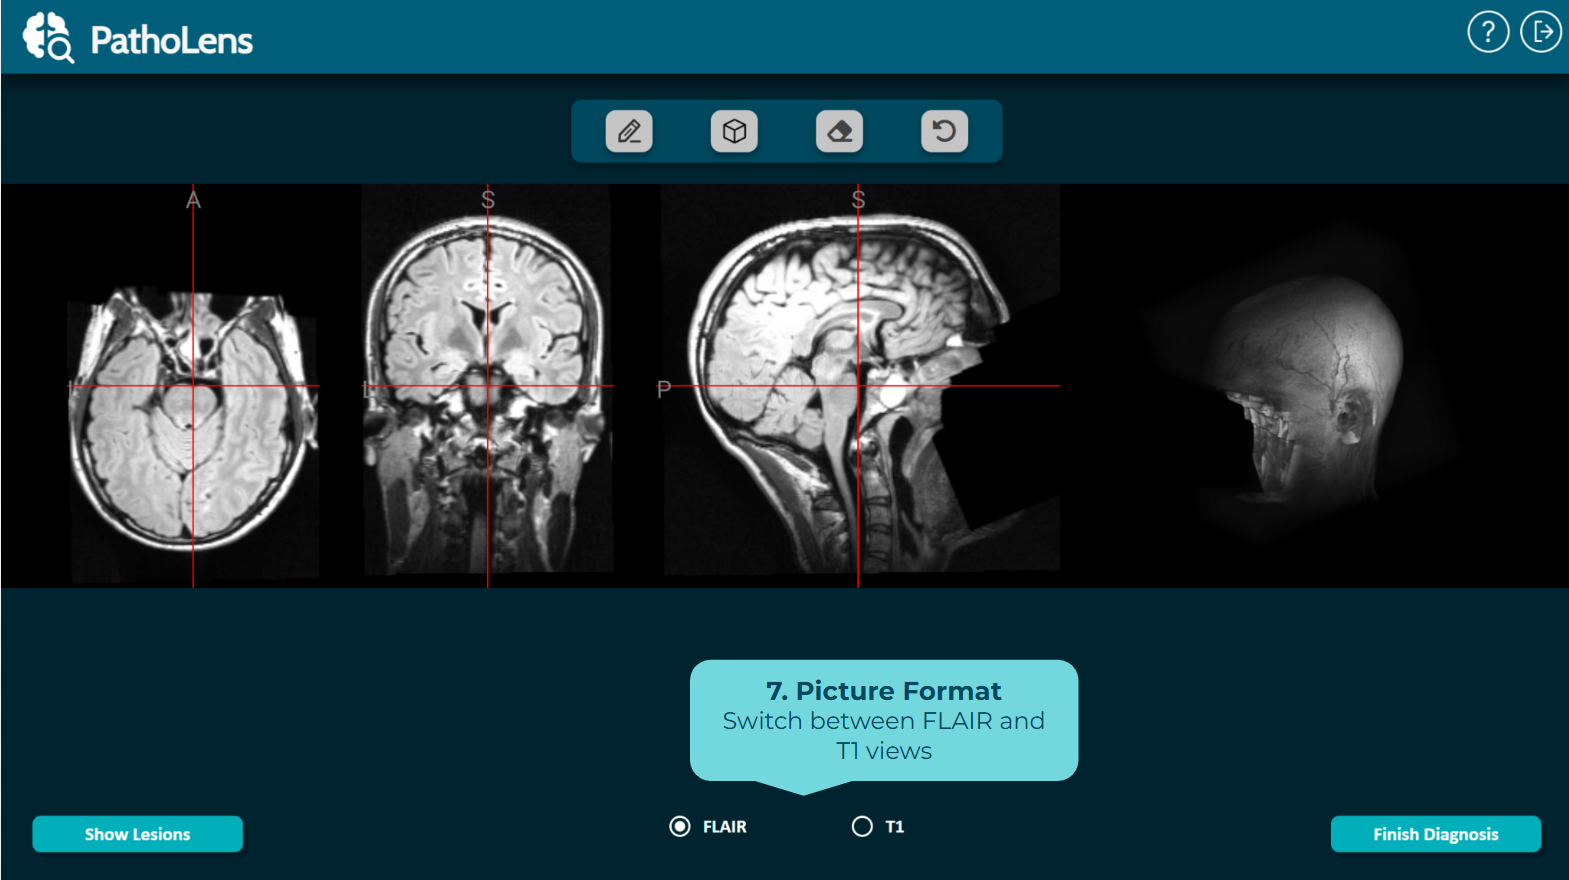 PathoLens
?
A
S
S
L
L
P
7. Picture Format
Switch between FLAIR and
T1 views
Show Lesions
FLAIR
T1
Finish Diagnosis